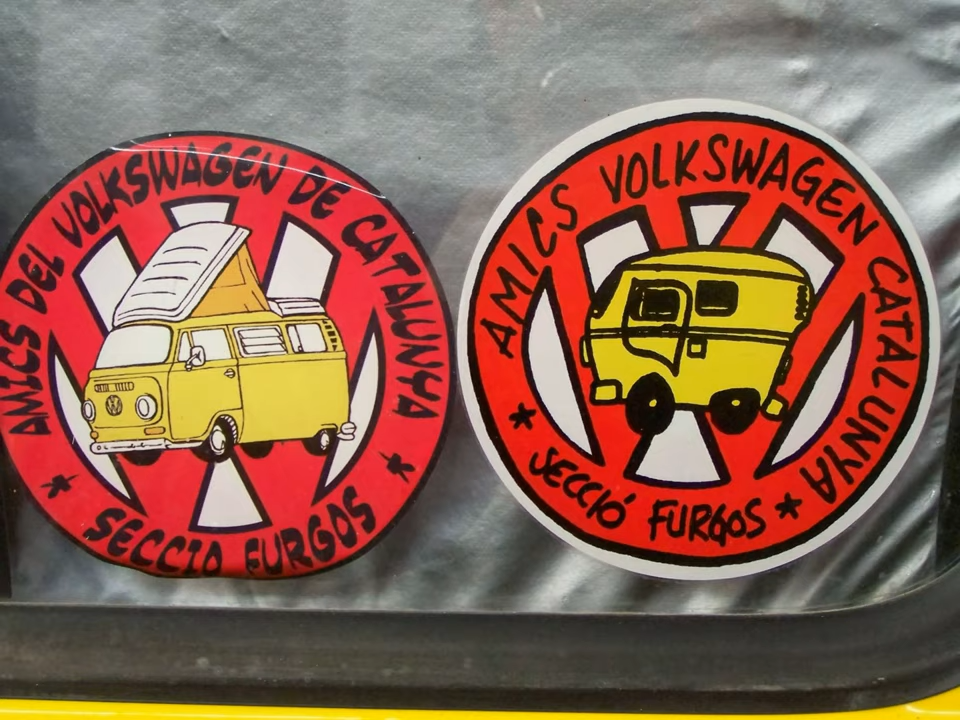 AMICS DEL VOLKSWAGEN DE CATALUNYA
* SECCIO FURGOS *
AMICS VOLKSWAGEN CATALUNYA
* SECCIÓ FURGOS *